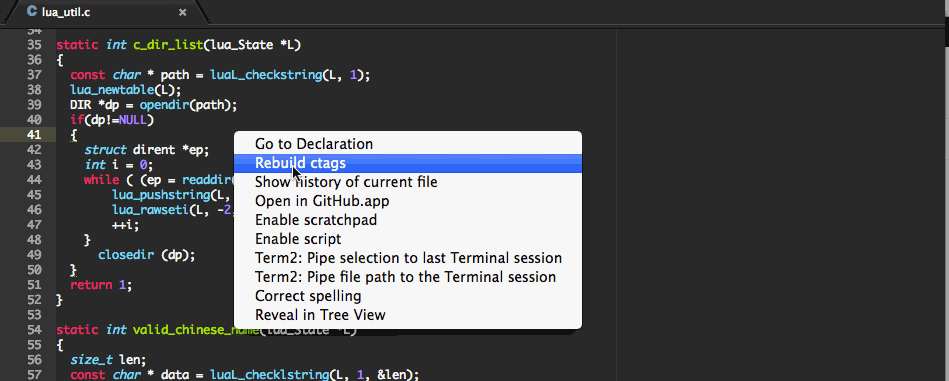 lua_util.c ×
34
35 static int c_dir_list(lua_State *L)
36 {
37 const char * path = luaL_checkstring(L, 1);
38 lua_newtable(L);
39 DIR *dp = opendir(path);
40 if(dp!=NULL)
41 {
42 struct dirent *ep;
43 int i = 0;
44 while ( (ep = readdir(
45 lua_pushstring(L,
46 lua_rawseti(L, -2,
47 ++i;
48 }
49 closedir (dp);
50 }
51 return 1;
52 }
53
54 static int valid_chinese_name(lua_State *L)
55 {
56 size_t len;
57 const char * data = luaL_checklstring(L, 1, &len);
Go to Declaration
Rebuild ctags
Show history of current file
Open in GitHub.app
Enable scratchpad
Enable script
Term2: Pipe selection to last Terminal session
Term2: Pipe file path to the Terminal session
Correct spelling
Reveal in Tree View